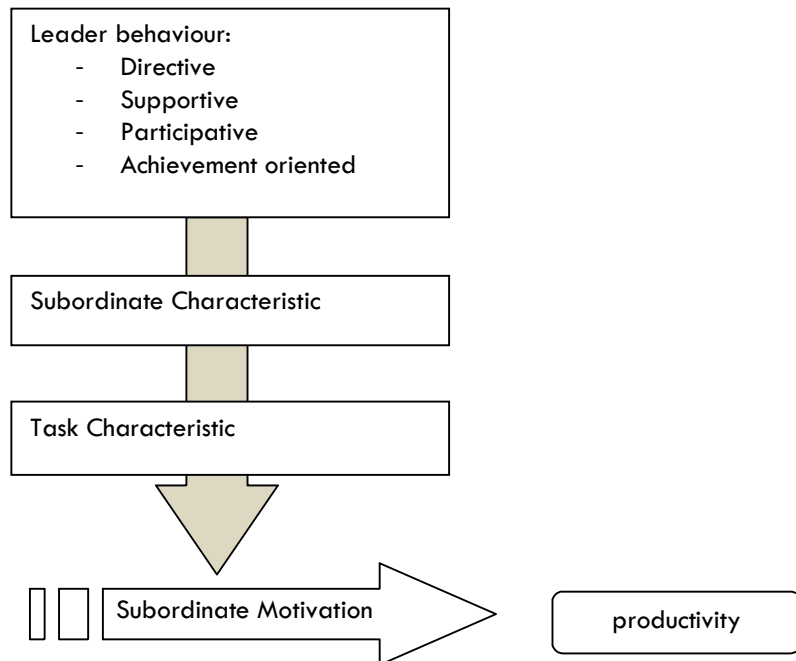 Leader behaviour:
- Directive
- Supportive
- Participative
- Achievement oriented
Subordinate Characteristic
Task Characteristic
Subordinate Motivation
productivity